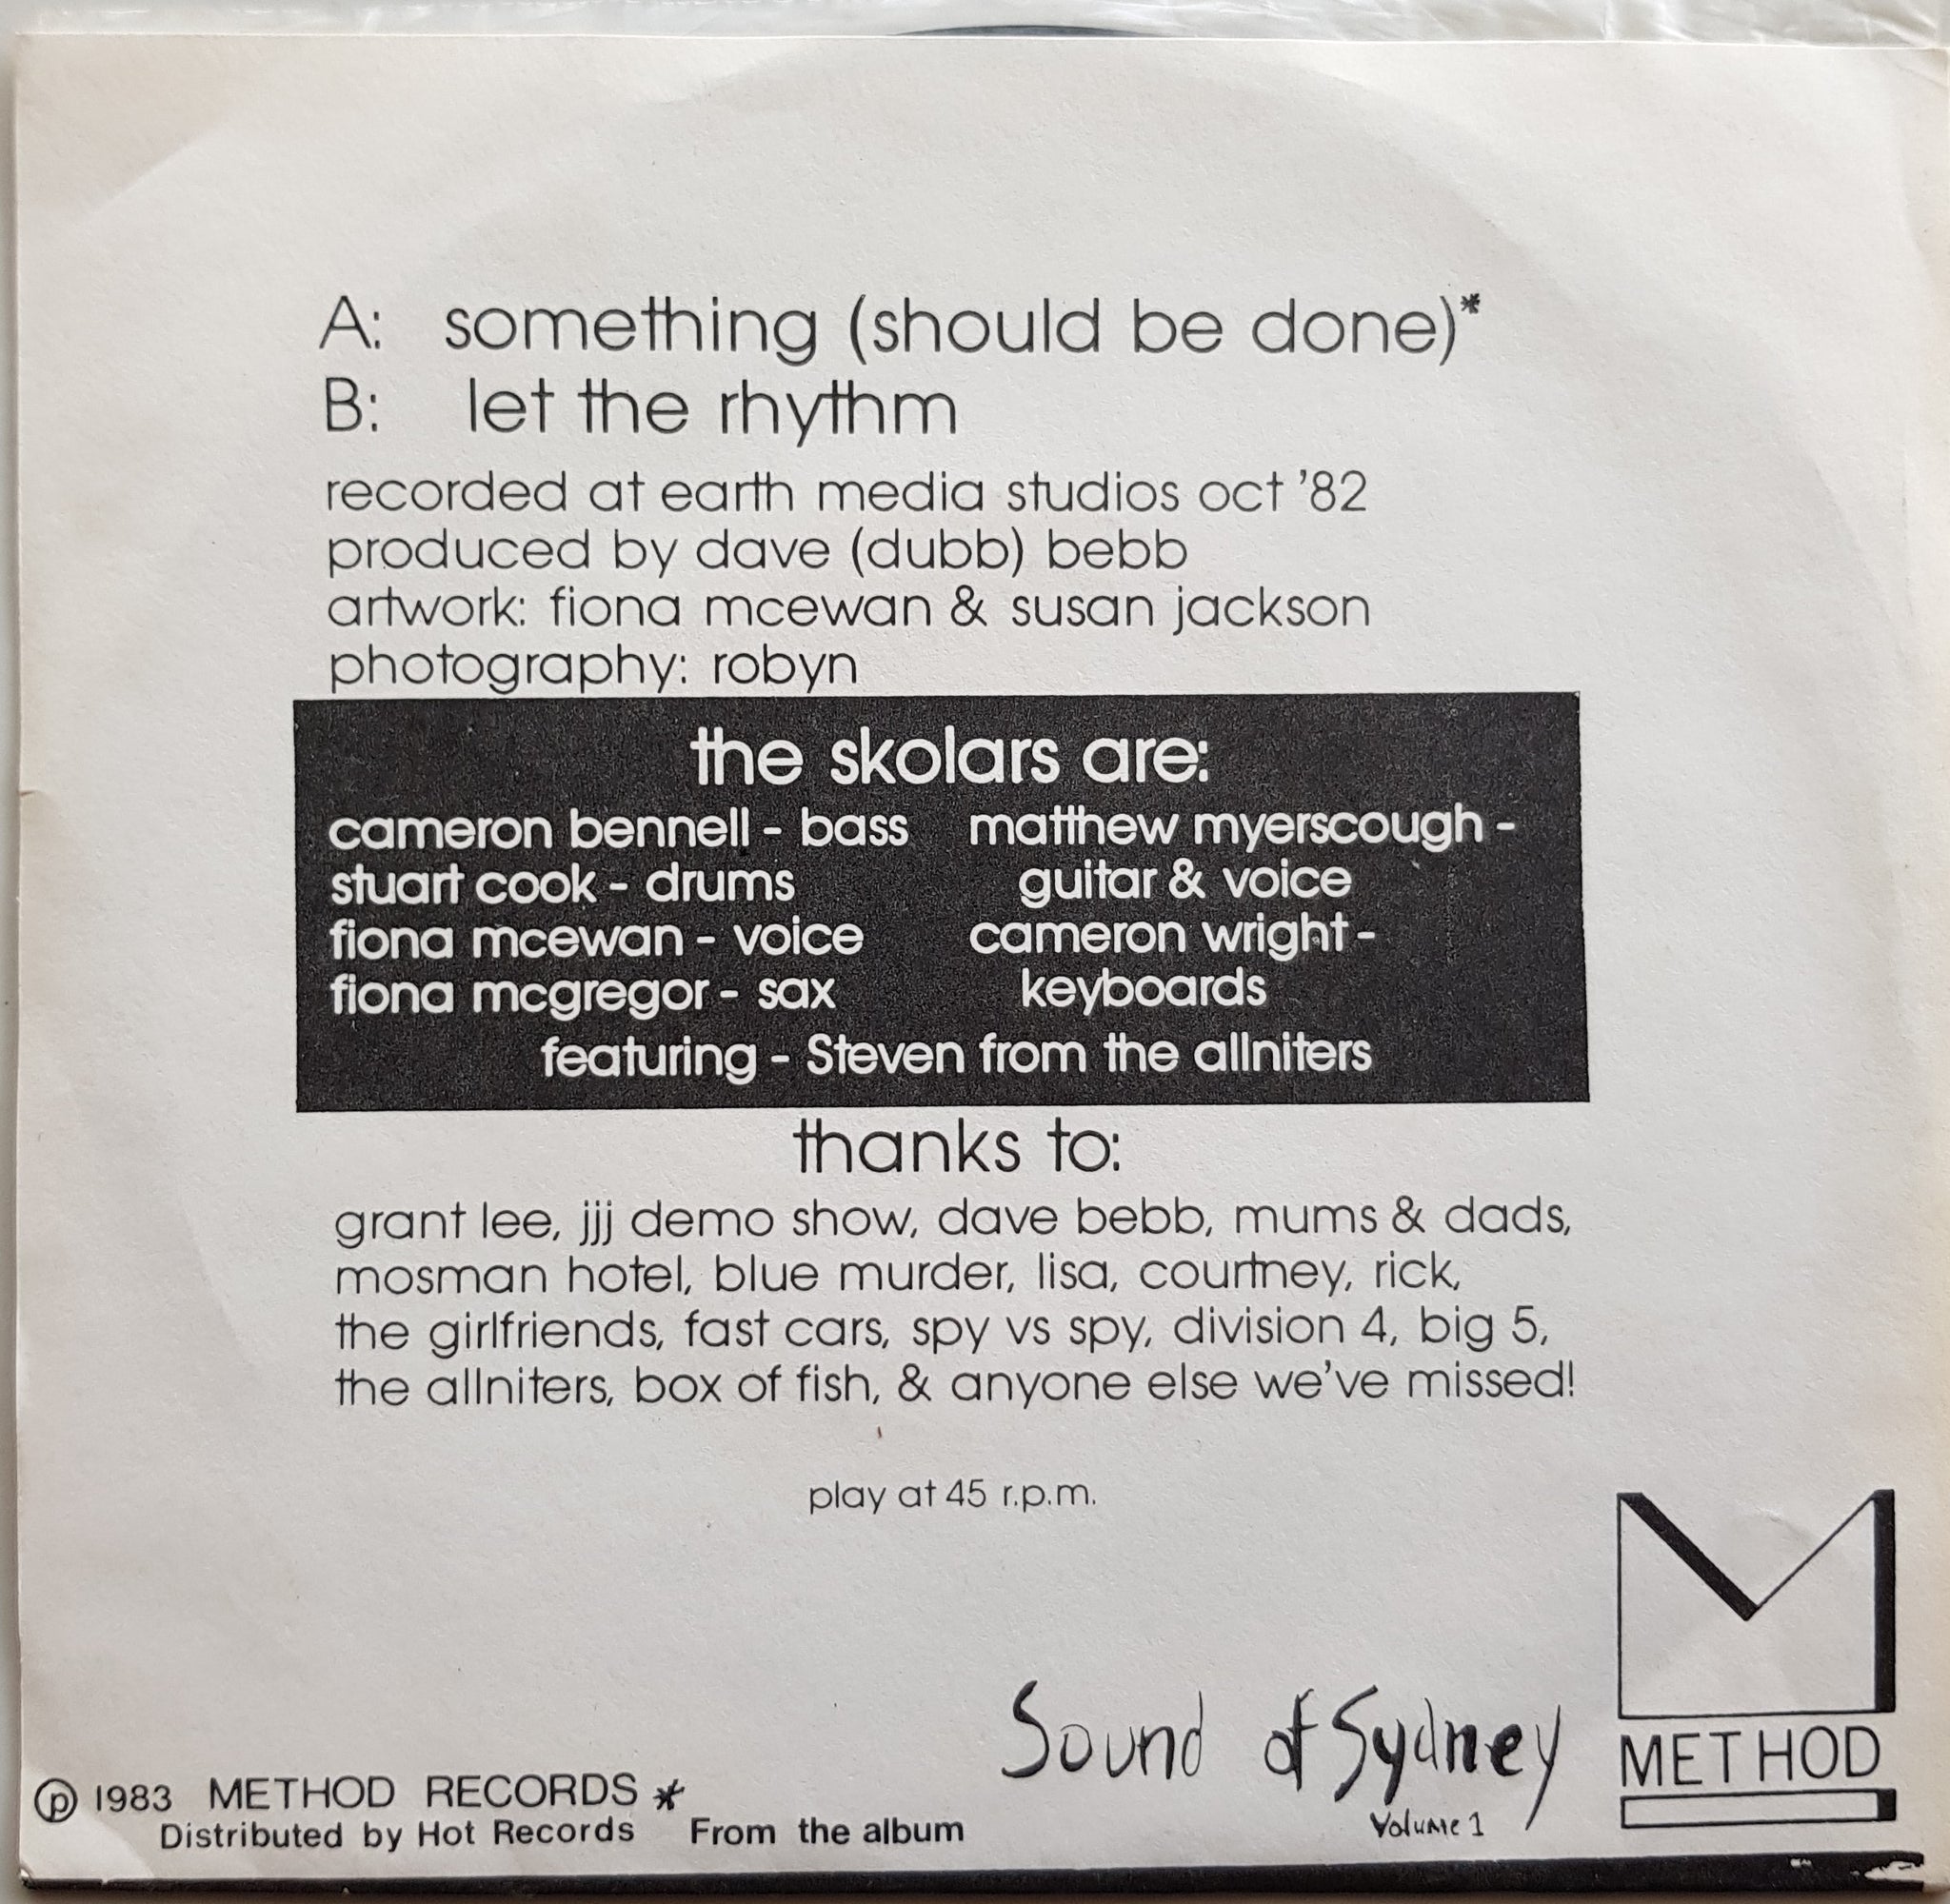 A: something (should be done)*
B: let the rhythm
recorded at earth media studios oct '82
produced by dave (dubb) bebb
artwork: fiona mcewan & susan jackson
photography: robyn
the skolars are:
cameron bennell - bass
stuart cook - drums
fiona mcewan - voice
fiona mcgregor - sax
matthew myerscough -
guitar & voice
cameron wright -
keyboards
featuring - Steven from the allniters
thanks to:
grant lee, jjj demo show, dave bebb, mums & dads,
mosman hotel, blue murder, lisa, courtney, rick,
the girlfriends, fast cars, spy vs spy, division 4, big 5,
the allniters, box of fish, & anyone else we've missed!
play at 45 r.p.m.
℗ 1983 METHOD RECORDS *
Distributed by Hot Records
From the album
Sound of Sydney
Volume 1
METHOD